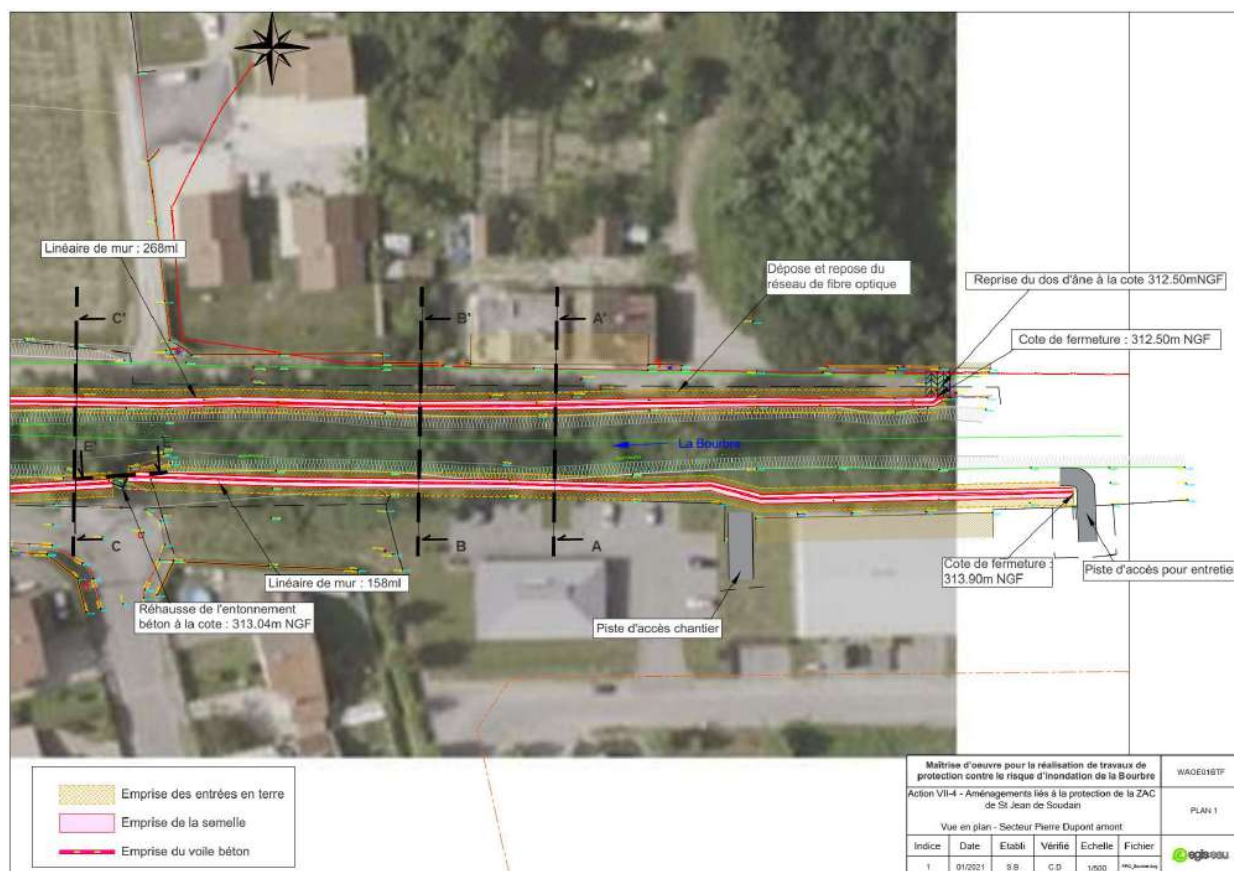 Linéaire de mur : 268ml
Dépose et repose du
réseau de fibre optique
Reprise du dos d'âne à la cote 312.50mNGF
Cote de fermeture : 312.50m NGF
C'
B'
A'
La Bourbre
E'
E
C
B
A
Linéaire de mur : 158ml
Réhausse de l'entonnement
béton à la cote : 313.04m NGF
Piste d'accès chantier
Cote de fermeture :
313.90m NGF
Piste d'accès pour entretie
Emprise des entrées en terre
Emprise de la semelle
Emprise du voile béton
Maîtrise d'oeuvre pour la réalisation de travaux de
protection contre le risque d'inondation de la Bourbre
WAOE01BTF
Action VII-4 - Aménagements liés à la protection de la ZAC
de St Jean de Soudain
PLAN 1
Vue en plan - Secteur Pierre Dupont amont
Indice Date Etabli Vérifié Echelle Fichier
1 01/2021 S.B C.D 1/500
egis eau